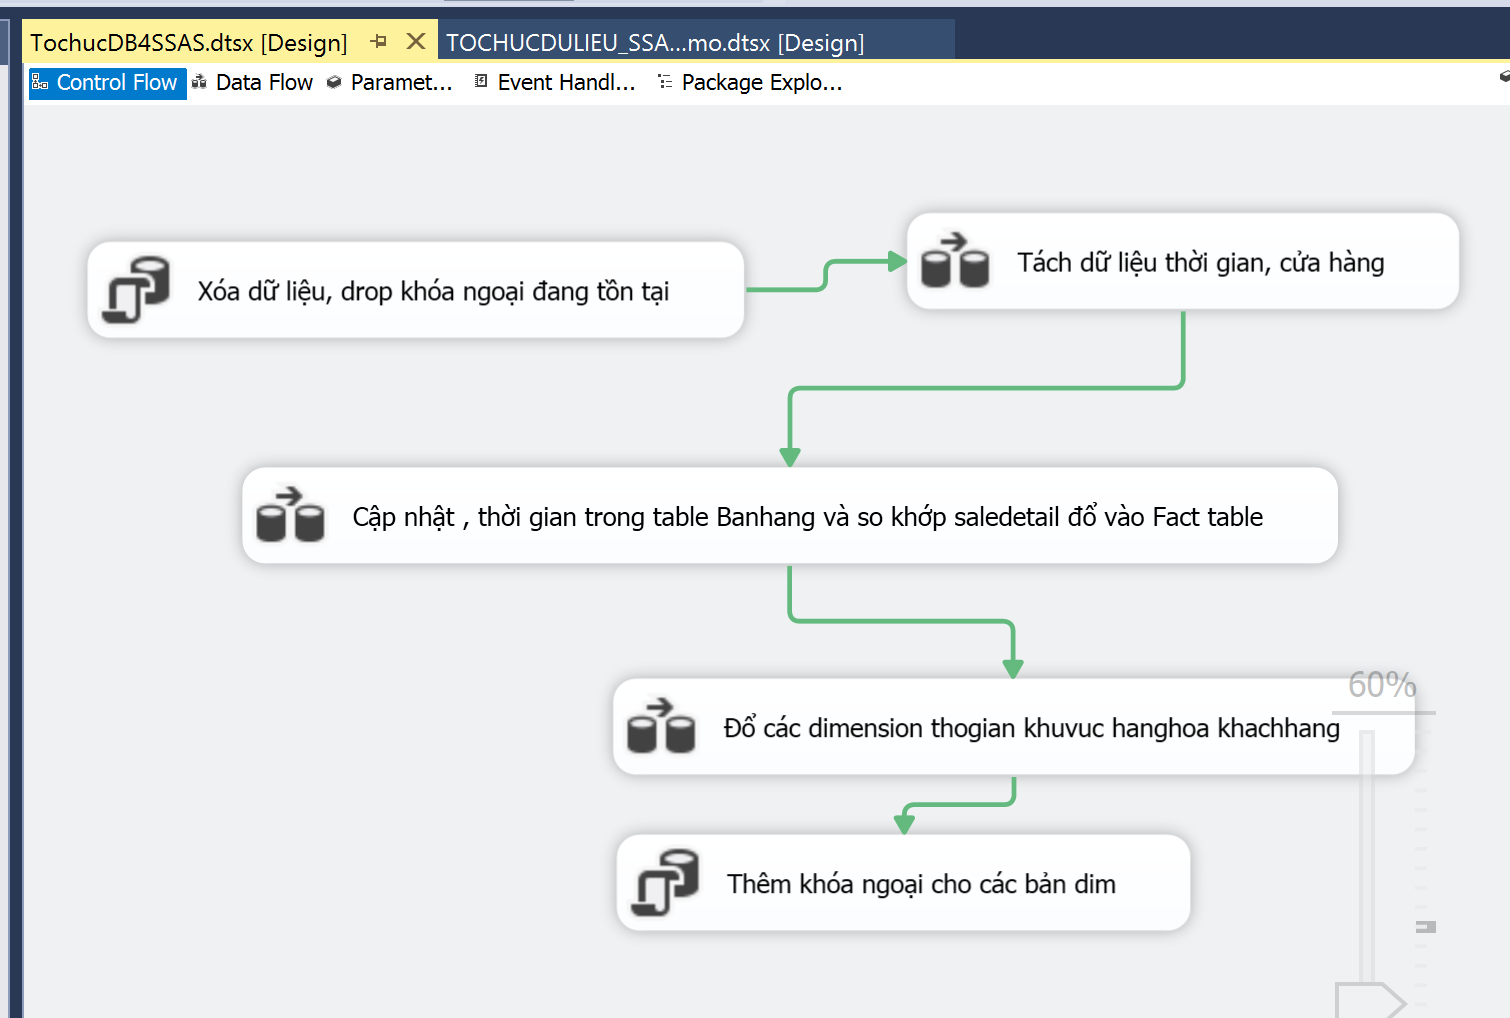 TochucDB4SSAS.dtsx [Design]
TOCHUCDULIEU_SSA...mo.dtsx [Design]
Control Flow
Data Flow
Paramet...
Event Handl...
Package Explo...
Xóa dữ liệu, drop khóa ngoại đang tồn tại
Tách dữ liệu thời gian, cửa hàng
Cập nhật , thời gian trong table Banhang và so khớp saledetail đổ vào Fact table
Đổ các dimension thogian khuvuc hanghoa khachhang
60%
Thêm khóa ngoại cho các bản dim